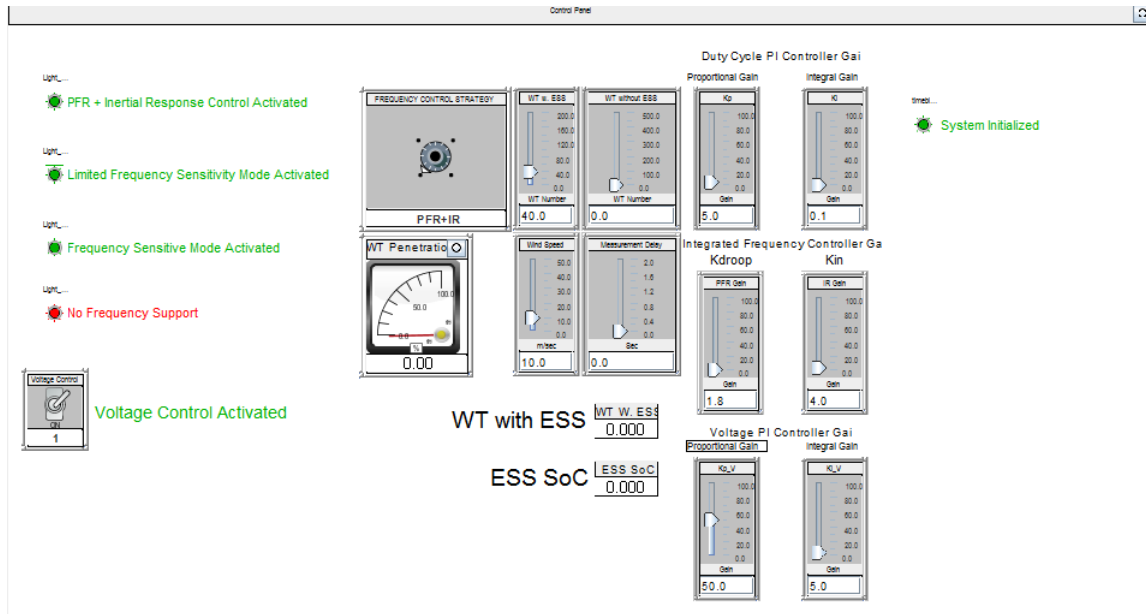 Control Panel
Light_...
PFR + Inertial Response Control Activated
Light_...
Limited Frequency Sensitivity Mode Activated
Light_...
Frequency Sensitive Mode Activated
Light_...
No Frequency Support
Voltage Control
ON
1
Voltage Control Activated
FREQUENCY CONTROL STRATEGY
PFR+IR
WT Penetratio
100.0
50.0
0.0
%
0.00
WT w. ESS
200.0
160.0
120.0
80.0
40.0
0.0
WT Number
40.0
WT without ESS
500.0
400.0
300.0
200.0
100.0
0.0
WT Number
0.0
Wind Speed
50.0
40.0
30.0
20.0
10.0
0.0
m/sec
10.0
Measurement Delay
2.0
1.6
1.2
0.8
0.4
0.0
Sec
0.0
WT with ESS
WT W. ESS
0.000
ESS SoC
ESS SoC
0.000
Duty Cycle PI Controller Gai
Proportional Gain
Integral Gain
Kp
100.0
80.0
60.0
40.0
20.0
0.0
Gain
5.0
Ki
100.0
80.0
60.0
40.0
20.0
0.0
Gain
0.1
Integrated Frequency Controller Ga
Kdroop
Kin
PFR Gain
100.0
80.0
60.0
40.0
20.0
0.0
Gain
1.8
IR Gain
100.0
80.0
60.0
40.0
20.0
0.0
Gain
4.0
Voltage PI Controller Gai
Proportional Gain
Integral Gain
Kp_V
100.0
80.0
60.0
40.0
20.0
0.0
Gain
50.0
Ki_V
100.0
80.0
60.0
40.0
20.0
0.0
Gain
5.0
timebl...
System Initialized